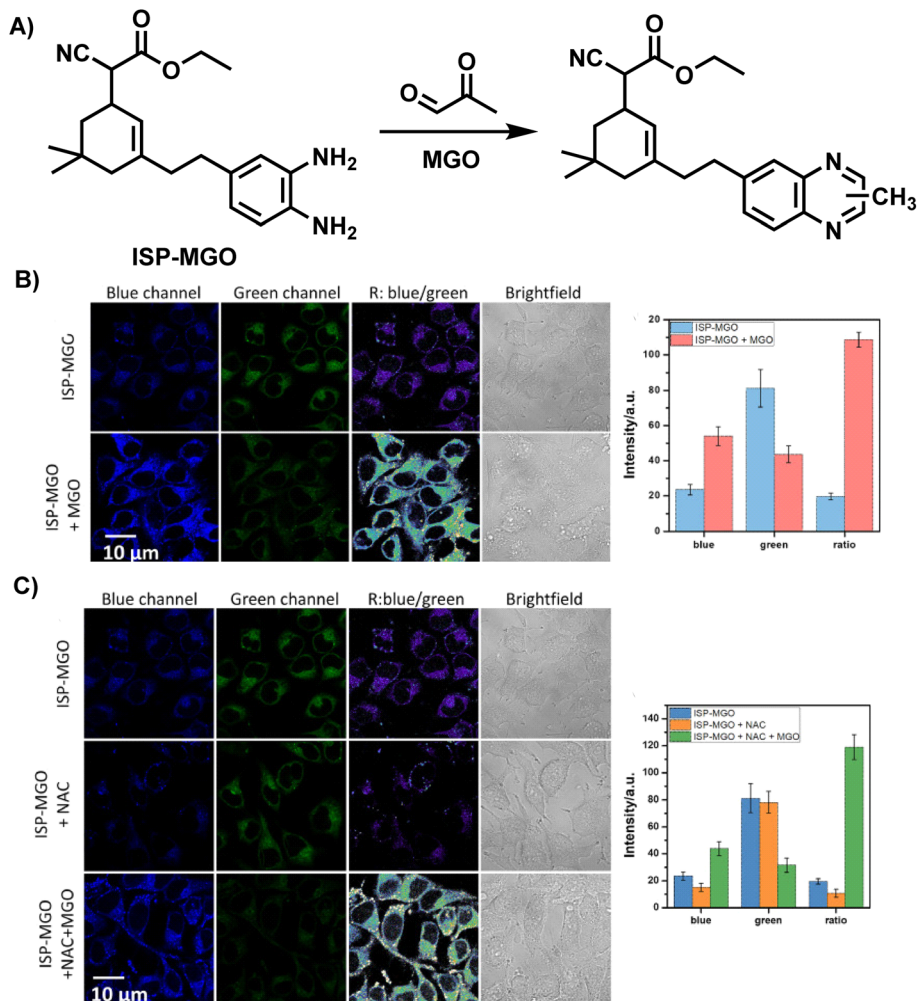 A)
NC
O
O
O
O
MGO
NH₂
NH₂
ISP-MGO
NC
O
O
N
N
CH₃
B)
Blue channel Green channel R: blue/green Brightfield
ISP-MGO
ISP-MGO
+ MGO
10 μm
ISP-MGO
ISP-MGO + MGO
Intensity/a.u.
20
100
80
60
40
20
0
blue green ratio
C)
Blue channel Green channel R:blue/green Brightfield
ISP-MGO
ISP-MGO
+ NAC
ISP-MGO
+NAC+MGO
10 μm
ISP-MGO
ISP-MGO + NAC
ISP-MGO + NAC + MGO
Intensity/a.u.
140
120
100
80
60
40
20
0
blue green ratio